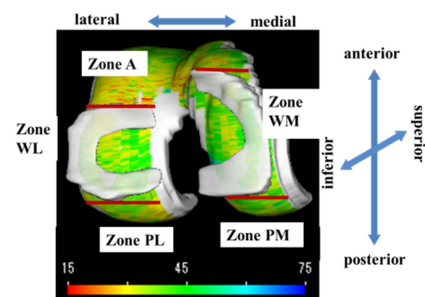 lateral medial
Zone A
anterior
Zone WL
Zone WM
superior
inferior
Zone PL
Zone PM
posterior
15 45 75